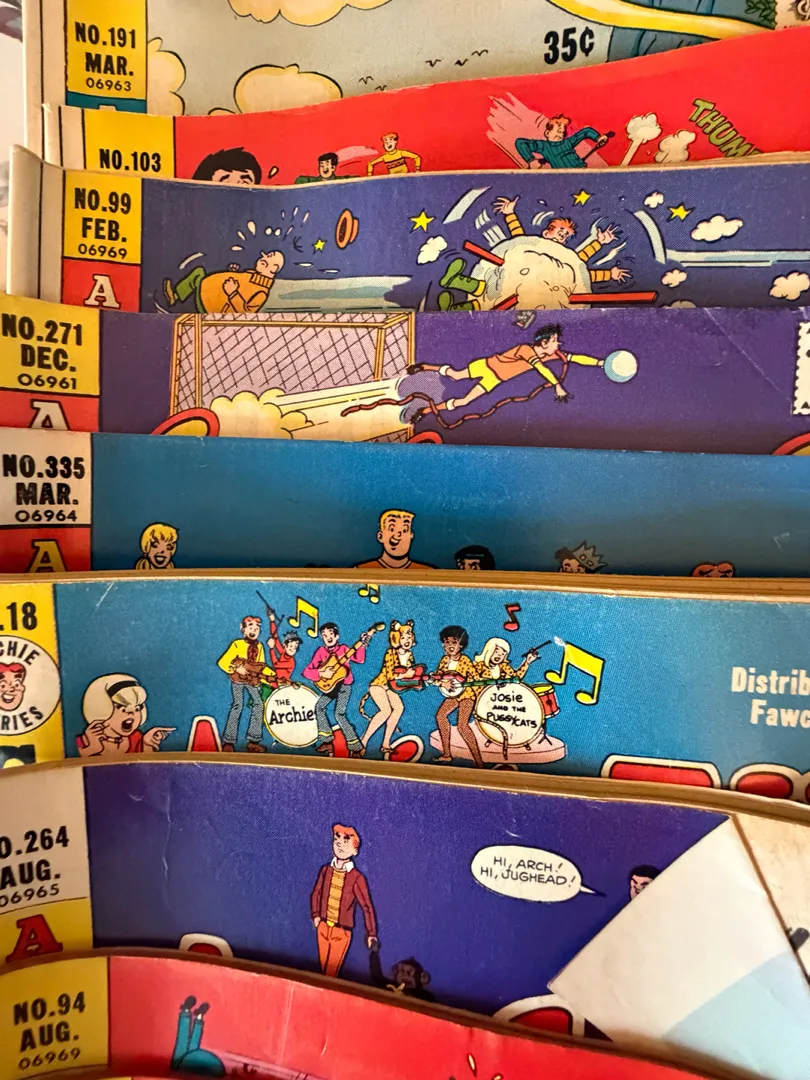 NO.191
MAR.
06963
35¢
NO.103
THUMP
NO.99
FEB.
06969
A
NO.271
DEC.
06961
A
NO.335
MAR.
06964
A
.18
CHIE
RIES
THE
Archies
Josie
AND THE
PUSSYCATS
Distrib
Fawc
O.264
AUG.
06965
A
HI, ARCH!
HI, JUGHEAD!
NO.94
AUG.
06969